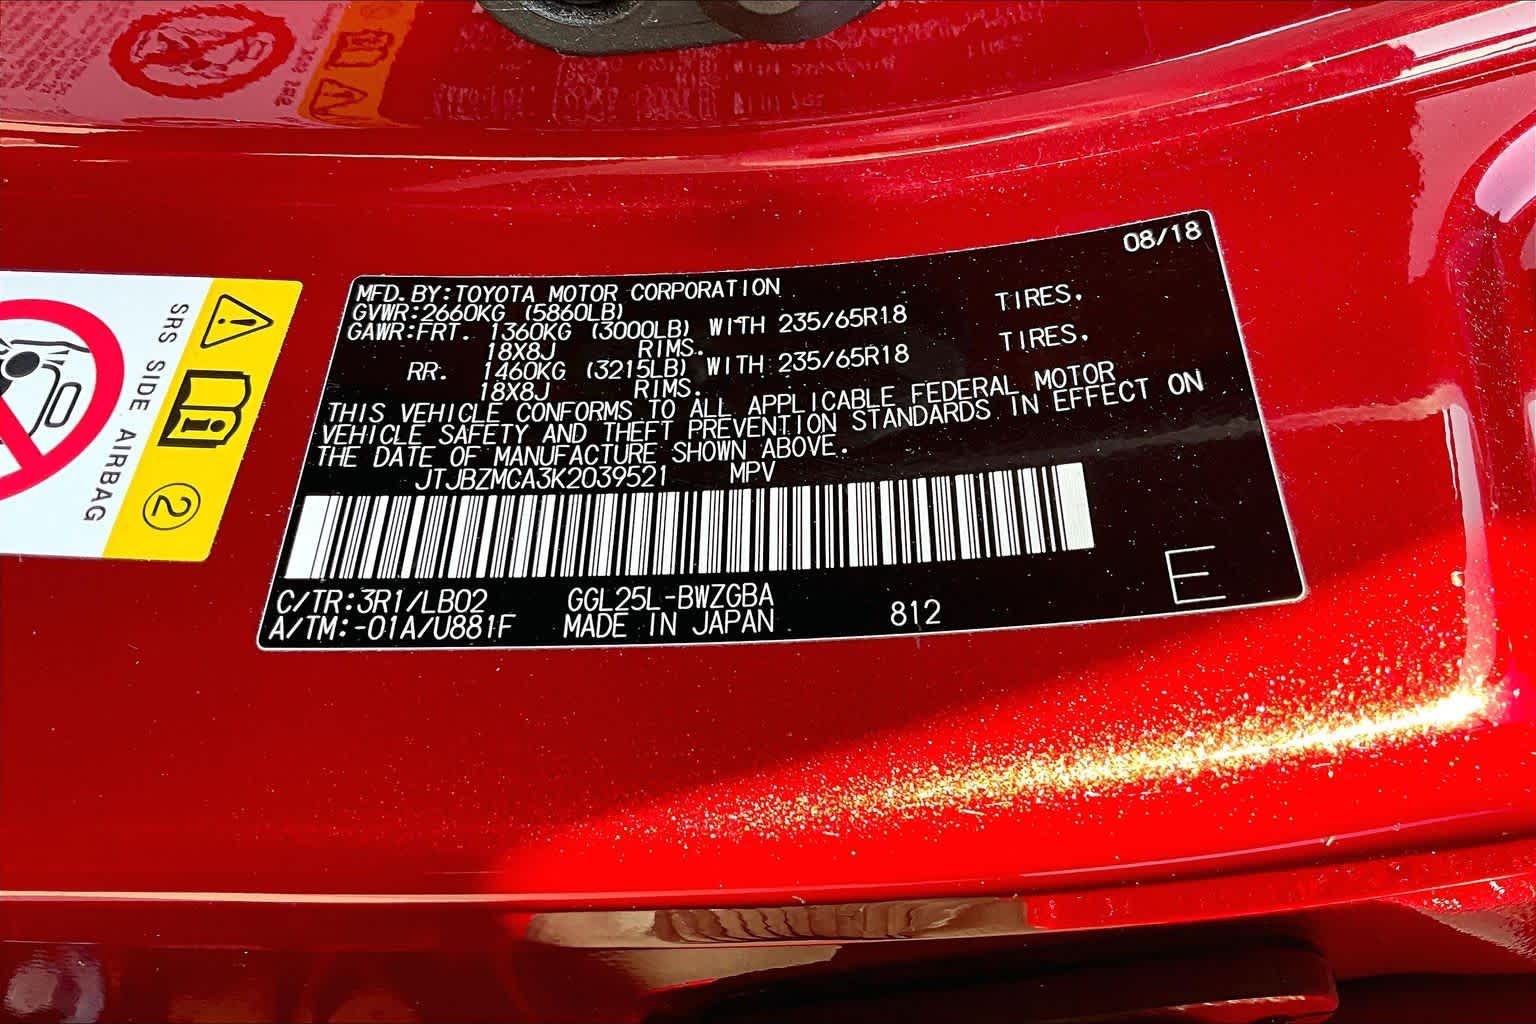 08/18
MFD.BY:TOYOTA MOTOR CORPORATION
GVWR:2660KG (5860LB)
GAWR:FRT. 1360KG (3000LB) WITH 235/65R18 TIRES,
18X8J RIMS.
RR. 1460KG (3215LB) WITH 235/65R18 TIRES,
18X8J RIMS.
THIS VEHICLE CONFORMS TO ALL APPLICABLE FEDERAL MOTOR
VEHICLE SAFETY AND THEFT PREVENTION STANDARDS IN EFFECT ON
THE DATE OF MANUFACTURE SHOWN ABOVE.
JTJBZMCA3K2039521 MPV
C/TR:3R1/LB02 GGL25L-BWZGBA
A/TM:-01A/U881F MADE IN JAPAN 812 E
SRS SIDE AIRBAG
2